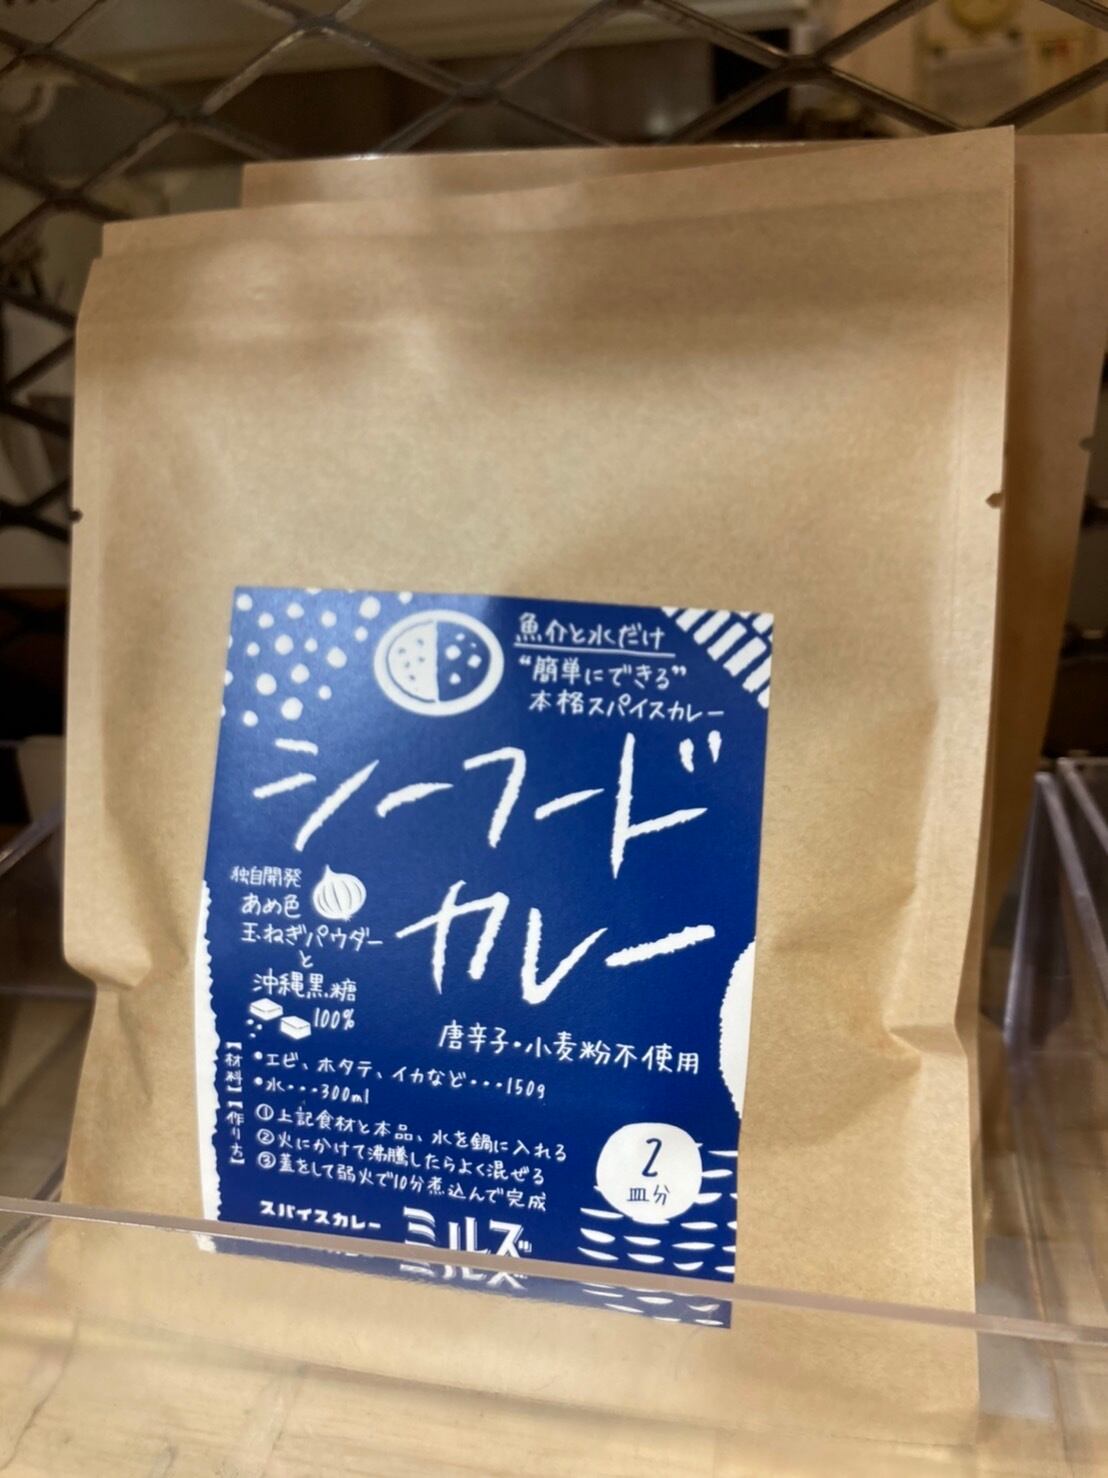 魚介と水だけ
“簡単にできる”
本格スパイスカレー
シーフード
カレー
独自開発
あめ色
玉ねぎパウダー
と
沖縄黒糖
100%
唐辛子・小麦粉不使用
【材料】
・エビ、ホタテ、イカなど・・・150g
・水・・・300ml
【作り方】
①上記食材と本品、水を鍋に入れる
②火にかけて沸騰したらよく混ぜる
③蓋をして弱火で10分煮込んで完成
2
皿分
スパイスカレー
ミルズ